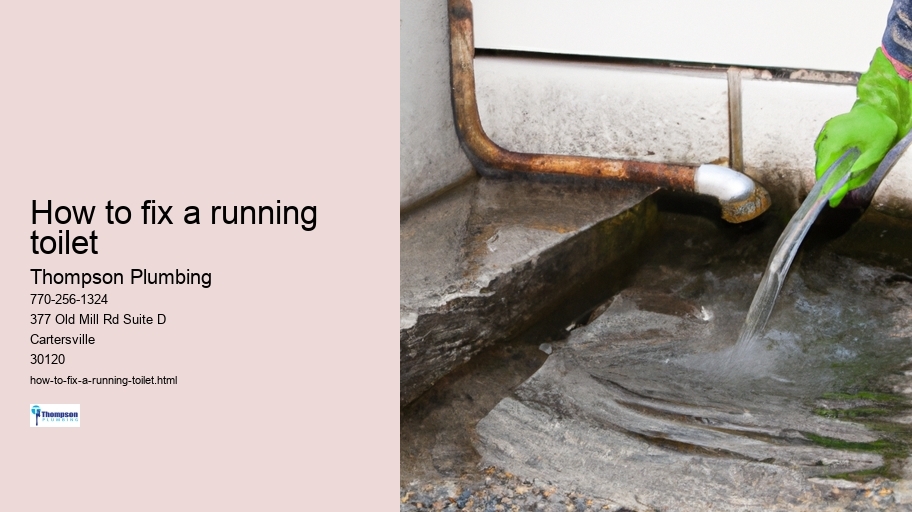 How to fix a running
toilet
Thompson Plumbing
770-256-1324
377 Old Mill Rd Suite D
Cartersville
30120
how-to-fix-a-running-toilet.html
Thompson
PLUMBING